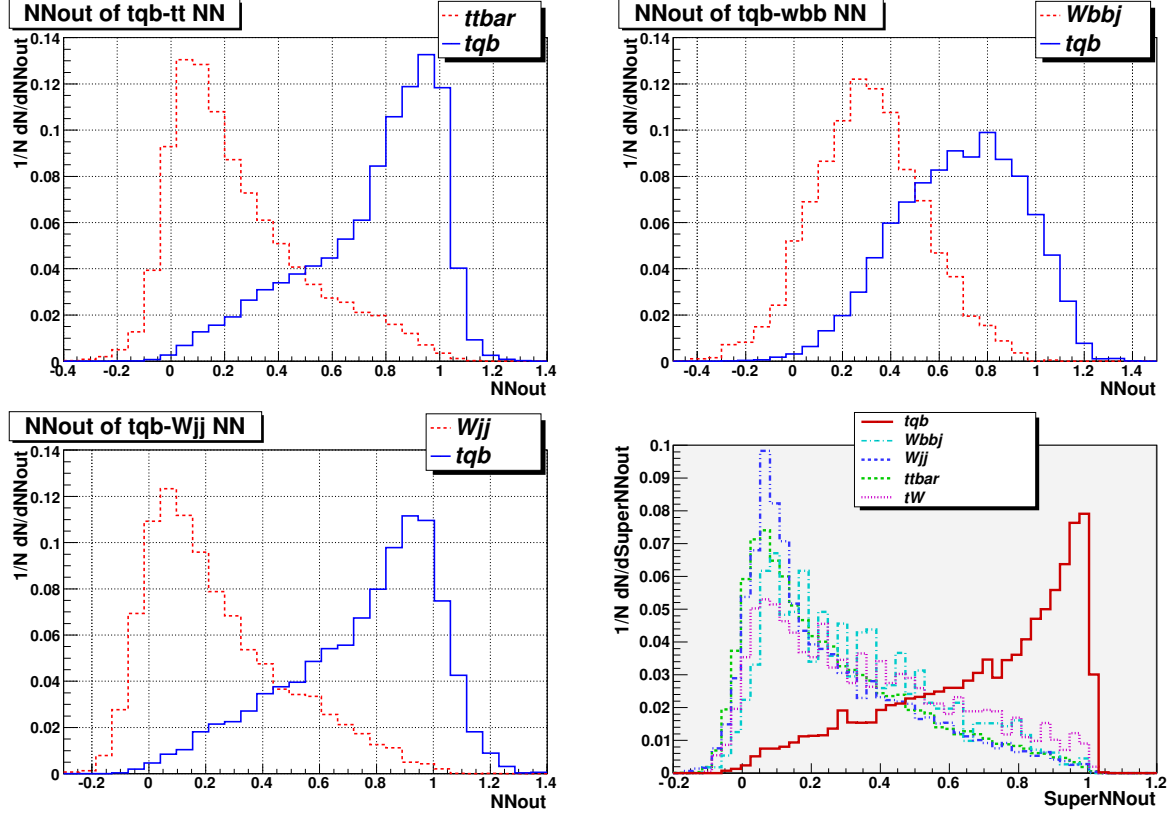 NNout of tqb-tt NN
ttbar
tqb
1/N dN/dNNout
0.14
0.12
0.1
0.08
0.06
0.04
0.02
0
-0.4 -0.2 0 0.2 0.4 0.6 0.8 1 1.2 1.4
NNout
NNout of tqb-wbb NN
Wbbj
tqb
1/N dN/dNNout
0.14
0.12
0.1
0.08
0.06
0.04
0.02
0
-0.4 -0.2 0 0.2 0.4 0.6 0.8 1 1.2 1.4
NNout
NNout of tqb-Wjj NN
Wjj
tqb
1/N dN/dNNout
0.14
0.12
0.1
0.08
0.06
0.04
0.02
0
-0.2 0 0.2 0.4 0.6 0.8 1 1.2 1.4
NNout
tqb
Wbbj
Wjj
ttbar
tW
1/N dN/dSuperNNout
0.1
0.09
0.08
0.07
0.06
0.05
0.04
0.03
0.02
0.01
0
-0.2 0 0.2 0.4 0.6 0.8 1 1.2
SuperNNout